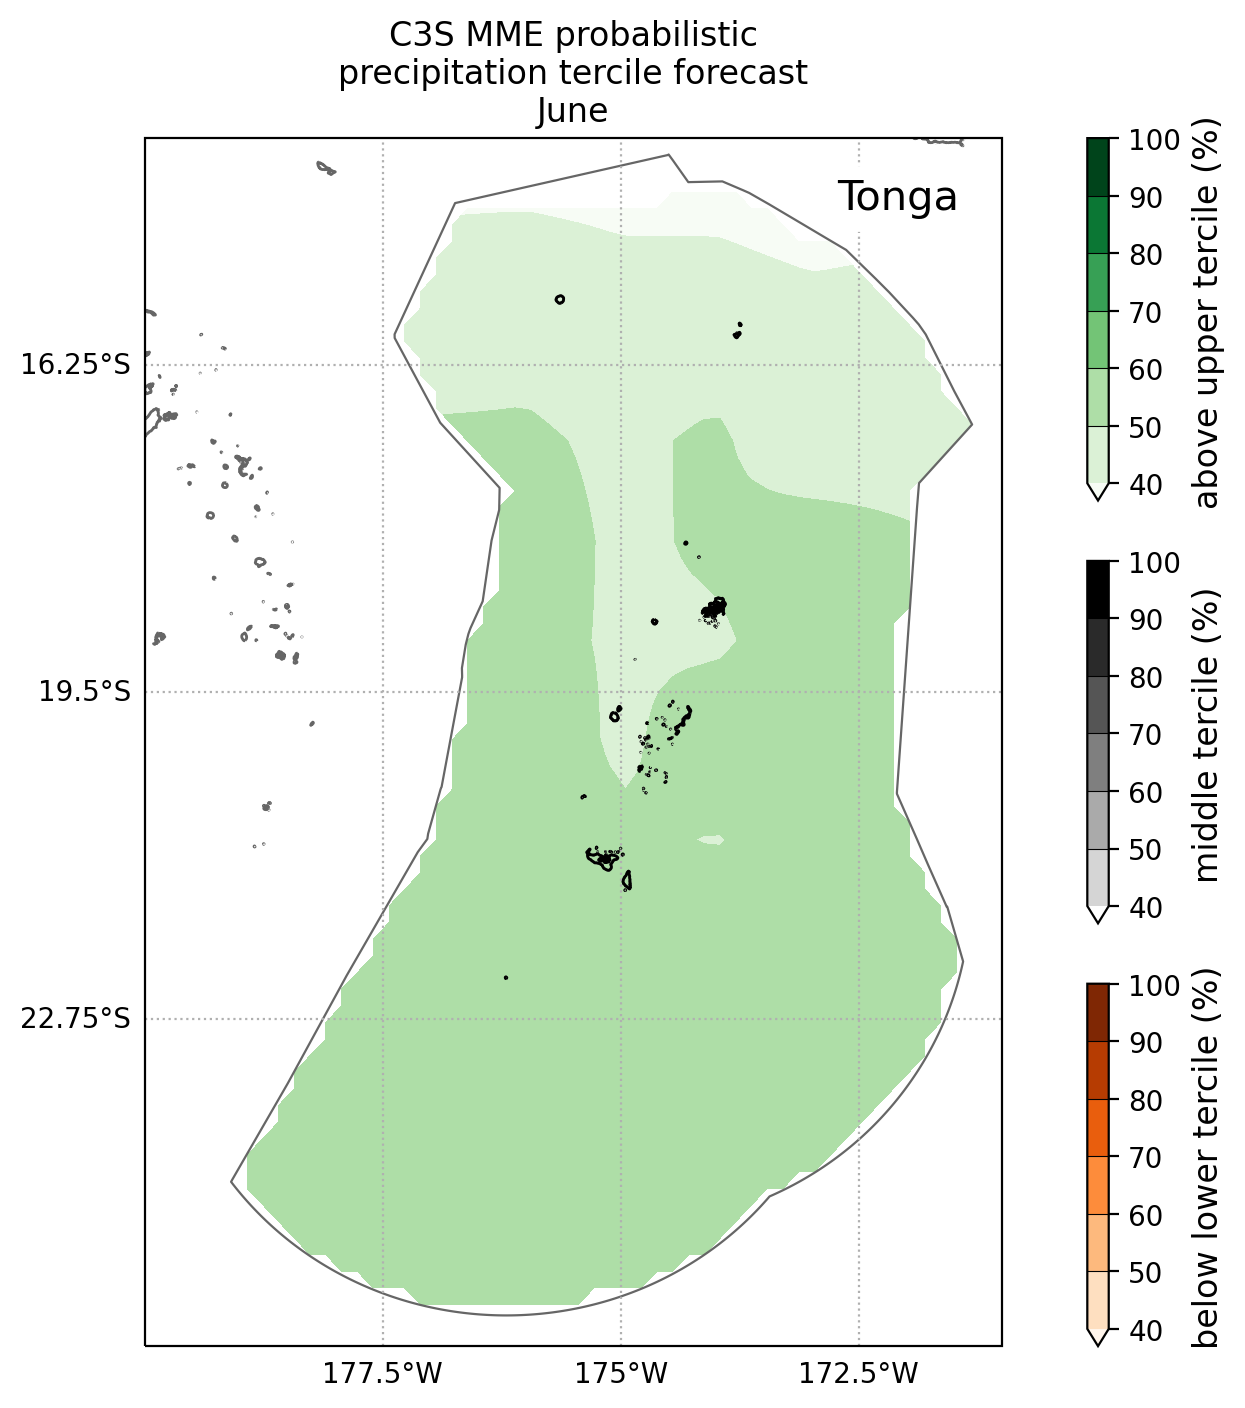 C3S MME probabilistic
precipitation tercile forecast
June
Tonga
16.25°S
19.5°S
22.75°S
177.5°W
175°W
172.5°W
100
90
80
70
60
50
40
above upper tercile (%)
100
90
80
70
60
50
40
middle tercile (%)
100
90
80
70
60
50
40
below lower tercile (%)